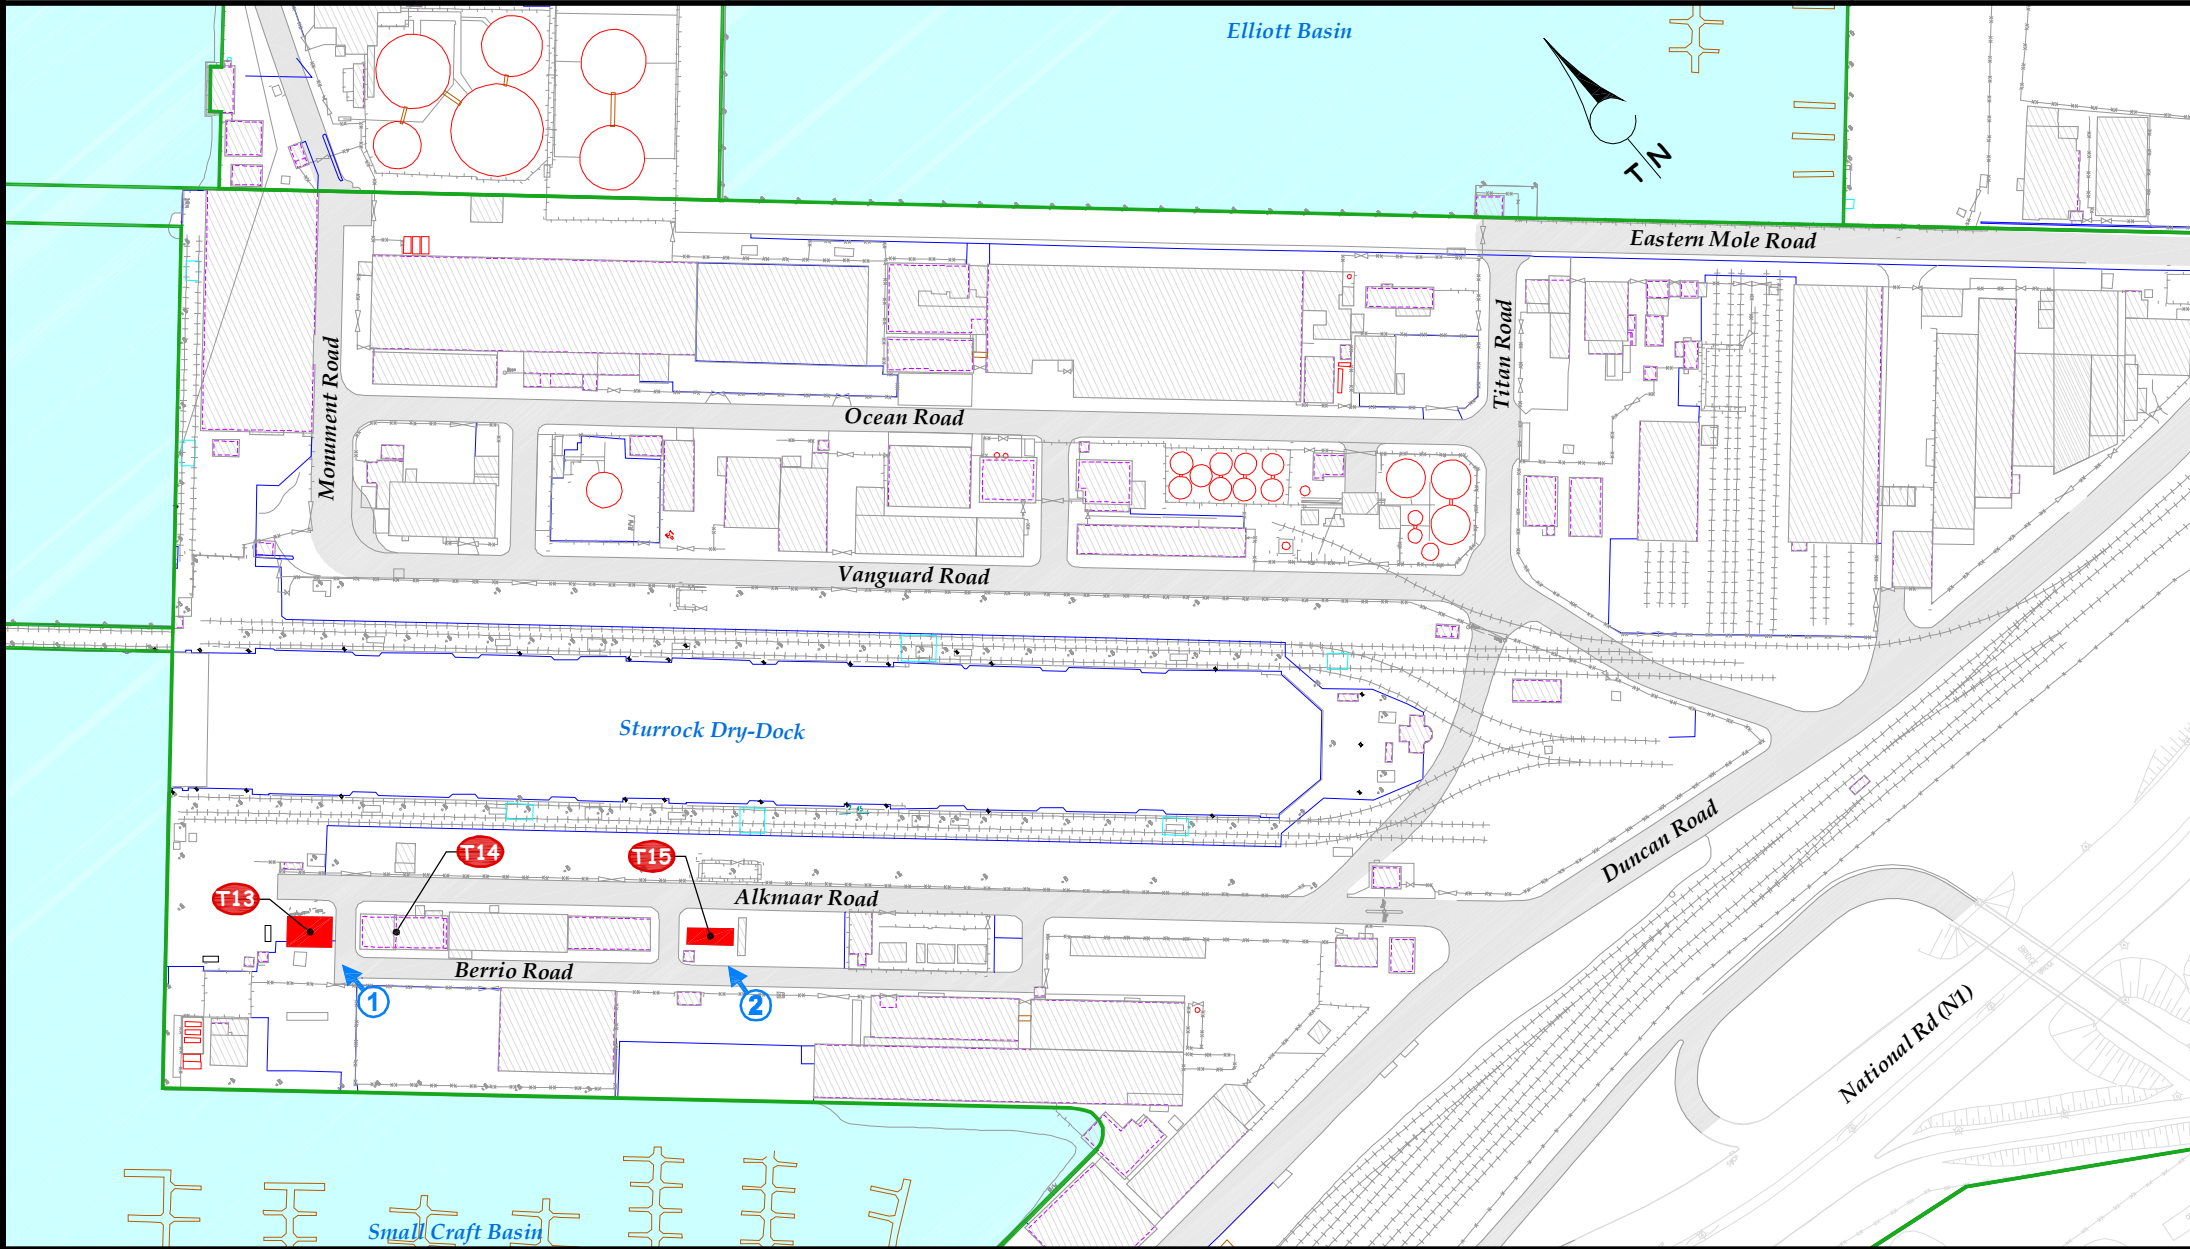 Elliott Basin
T N
Eastern Mole Road
Monument Road
Titan Road
Ocean Road
Vanguard Road
Sturrock Dry-Dock
Duncan Road
T14
T15
T13
Alkmaar Road
Berrio Road
1
2
National Rd (N1)
Small Craft Basin